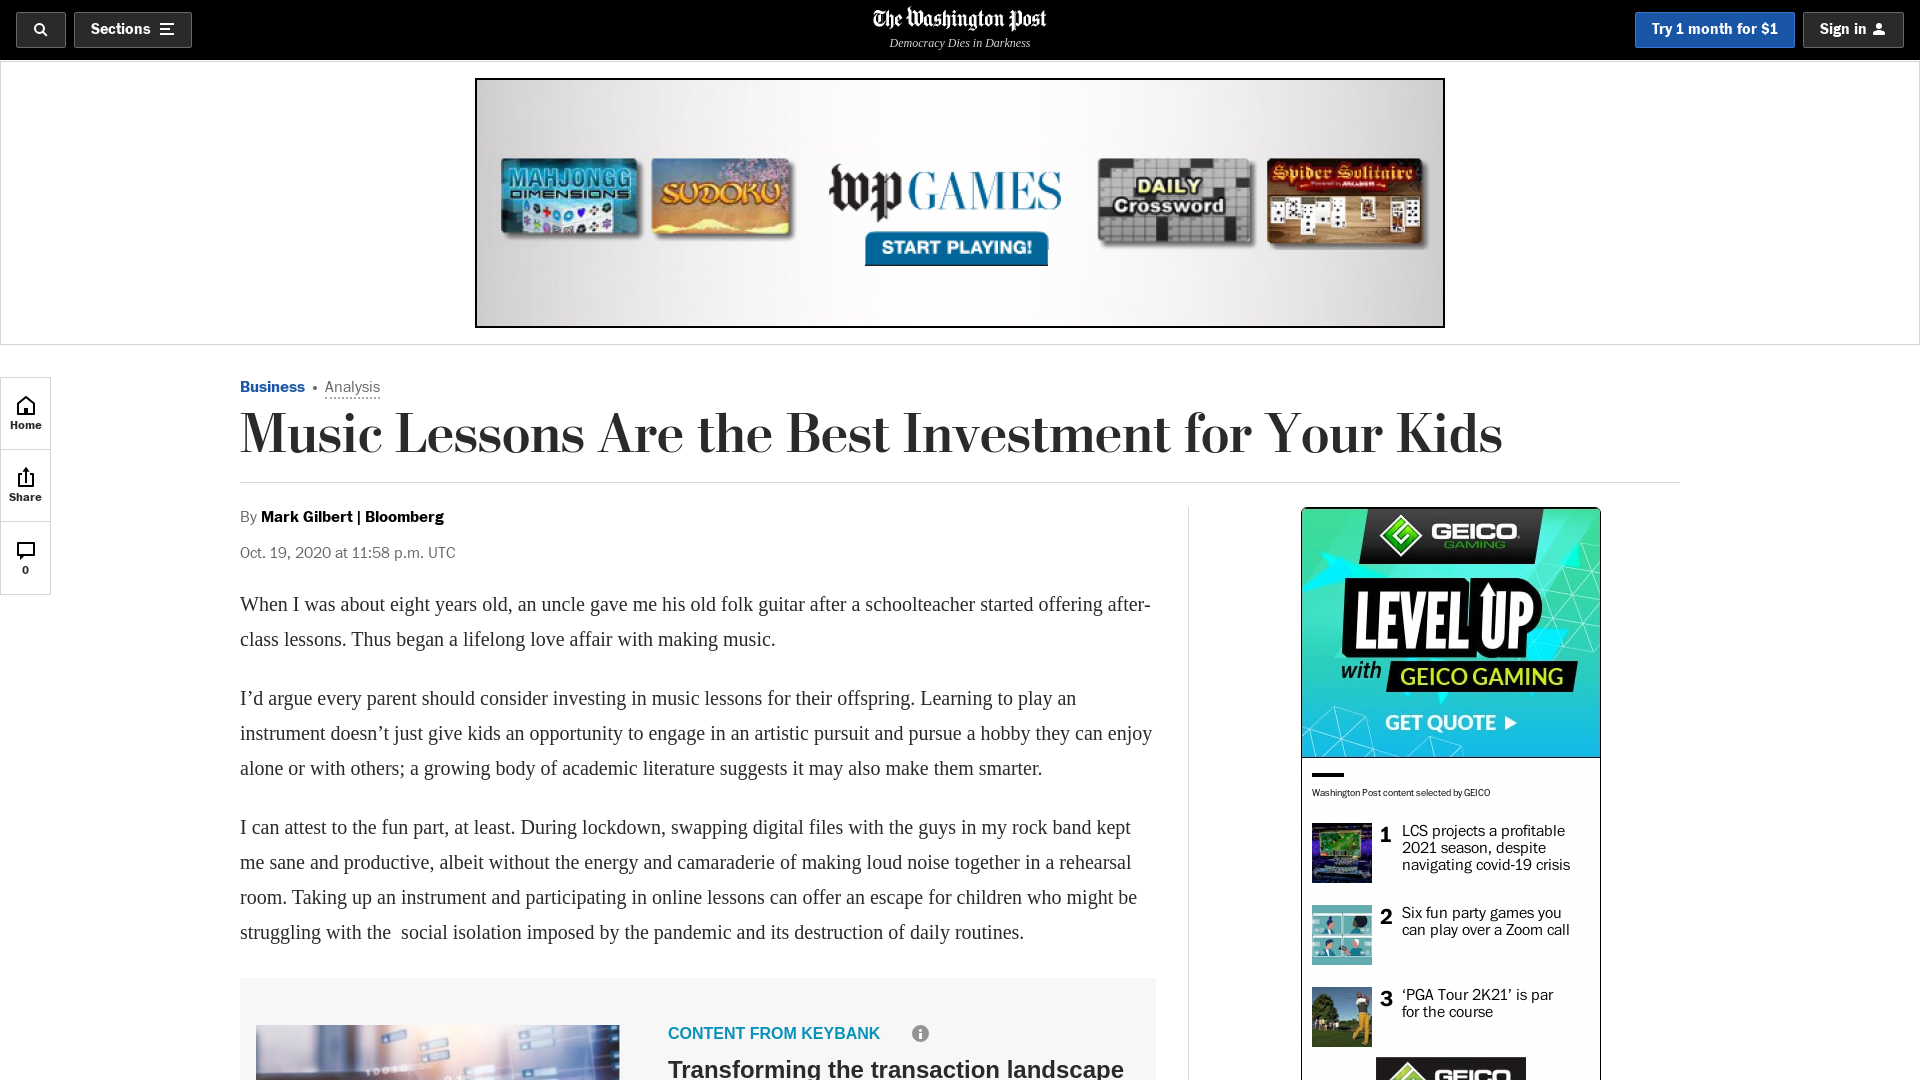 Sections
The Washington Post
Democracy Dies in Darkness
Try 1 month for $1
Sign in
MAHJONGG
DIMENSIONS
SUDOKU
wp GAMES
START PLAYING!
DAILY
Crossword
Spider Solitaire
Home
Share
0
Business • Analysis
Music Lessons Are the Best Investment for Your Kids
By Mark Gilbert | Bloomberg
Oct. 19, 2020 at 11:58 p.m. UTC
When I was about eight years old, an uncle gave me his old folk guitar after a schoolteacher started offering after-
class lessons. Thus began a lifelong love affair with making music.
I’d argue every parent should consider investing in music lessons for their offspring. Learning to play an
instrument doesn’t just give kids an opportunity to engage in an artistic pursuit and pursue a hobby they can enjoy
alone or with others; a growing body of academic literature suggests it may also make them smarter.
I can attest to the fun part, at least. During lockdown, swapping digital files with the guys in my rock band kept
me sane and productive, albeit without the energy and camaraderie of making loud noise together in a rehearsal
room. Taking up an instrument and participating in online lessons can offer an escape for children who might be
struggling with the  social isolation imposed by the pandemic and its destruction of daily routines.
CONTENT FROM KEYBANK
Transforming the transaction landscape
GEICO
GAMING
LEVEL UP
with GEICO GAMING
GET QUOTE
Washington Post content selected by GEICO
1 LCS projects a profitable
2021 season, despite
navigating covid-19 crisis
2 Six fun party games you
can play over a Zoom call
3 ‘PGA Tour 2K21’ is par
for the course
GEICO